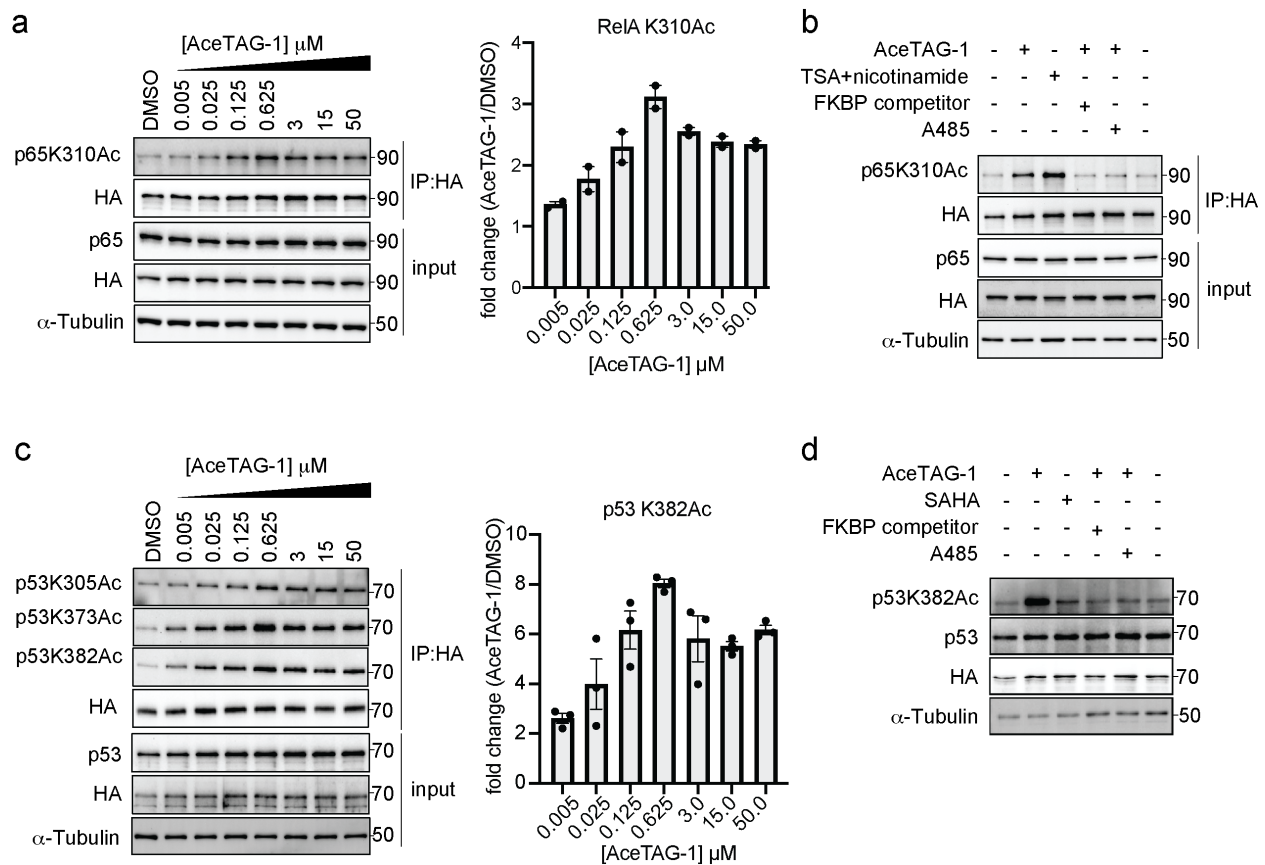 a
[AceTAG-1] μM
DMSO
0.005
0.025
0.125
0.625
3
15
50
p65K310Ac
90
HA
90
IP:HA
p65
90
HA
90
input
α-Tubulin
50
RelA K310Ac
fold change (AceTAG-1/DMSO)
4
3
2
1
0
0.005
0.025
0.125
0.625
3.0
15.0
50.0
[AceTAG-1] μM
b
AceTAG-1 - + - + + -
TSA+nicotinamide - - + - - -
FKBP competitor - - - + - -
A485 - - - - + -
p65K310Ac
90
HA
90
IP:HA
p65
90
HA
90
input
α-Tubulin
50
c
[AceTAG-1] μM
DMSO
0.005
0.025
0.125
0.625
3
15
50
p53K305Ac
70
p53K373Ac
70
p53K382Ac
70
HA
70
IP:HA
p53
70
HA
70
input
α-Tubulin
50
p53 K382Ac
fold change (AceTAG-1/DMSO)
10
8
6
4
2
0
0.005
0.025
0.125
0.625
3.0
15.0
50.0
[AceTAG-1] μM
d
AceTAG-1 - + - + + -
SAHA - - + - - -
FKBP competitor - - - + - -
A485 - - - - + -
p53K382Ac
70
p53
70
HA
70
α-Tubulin
50